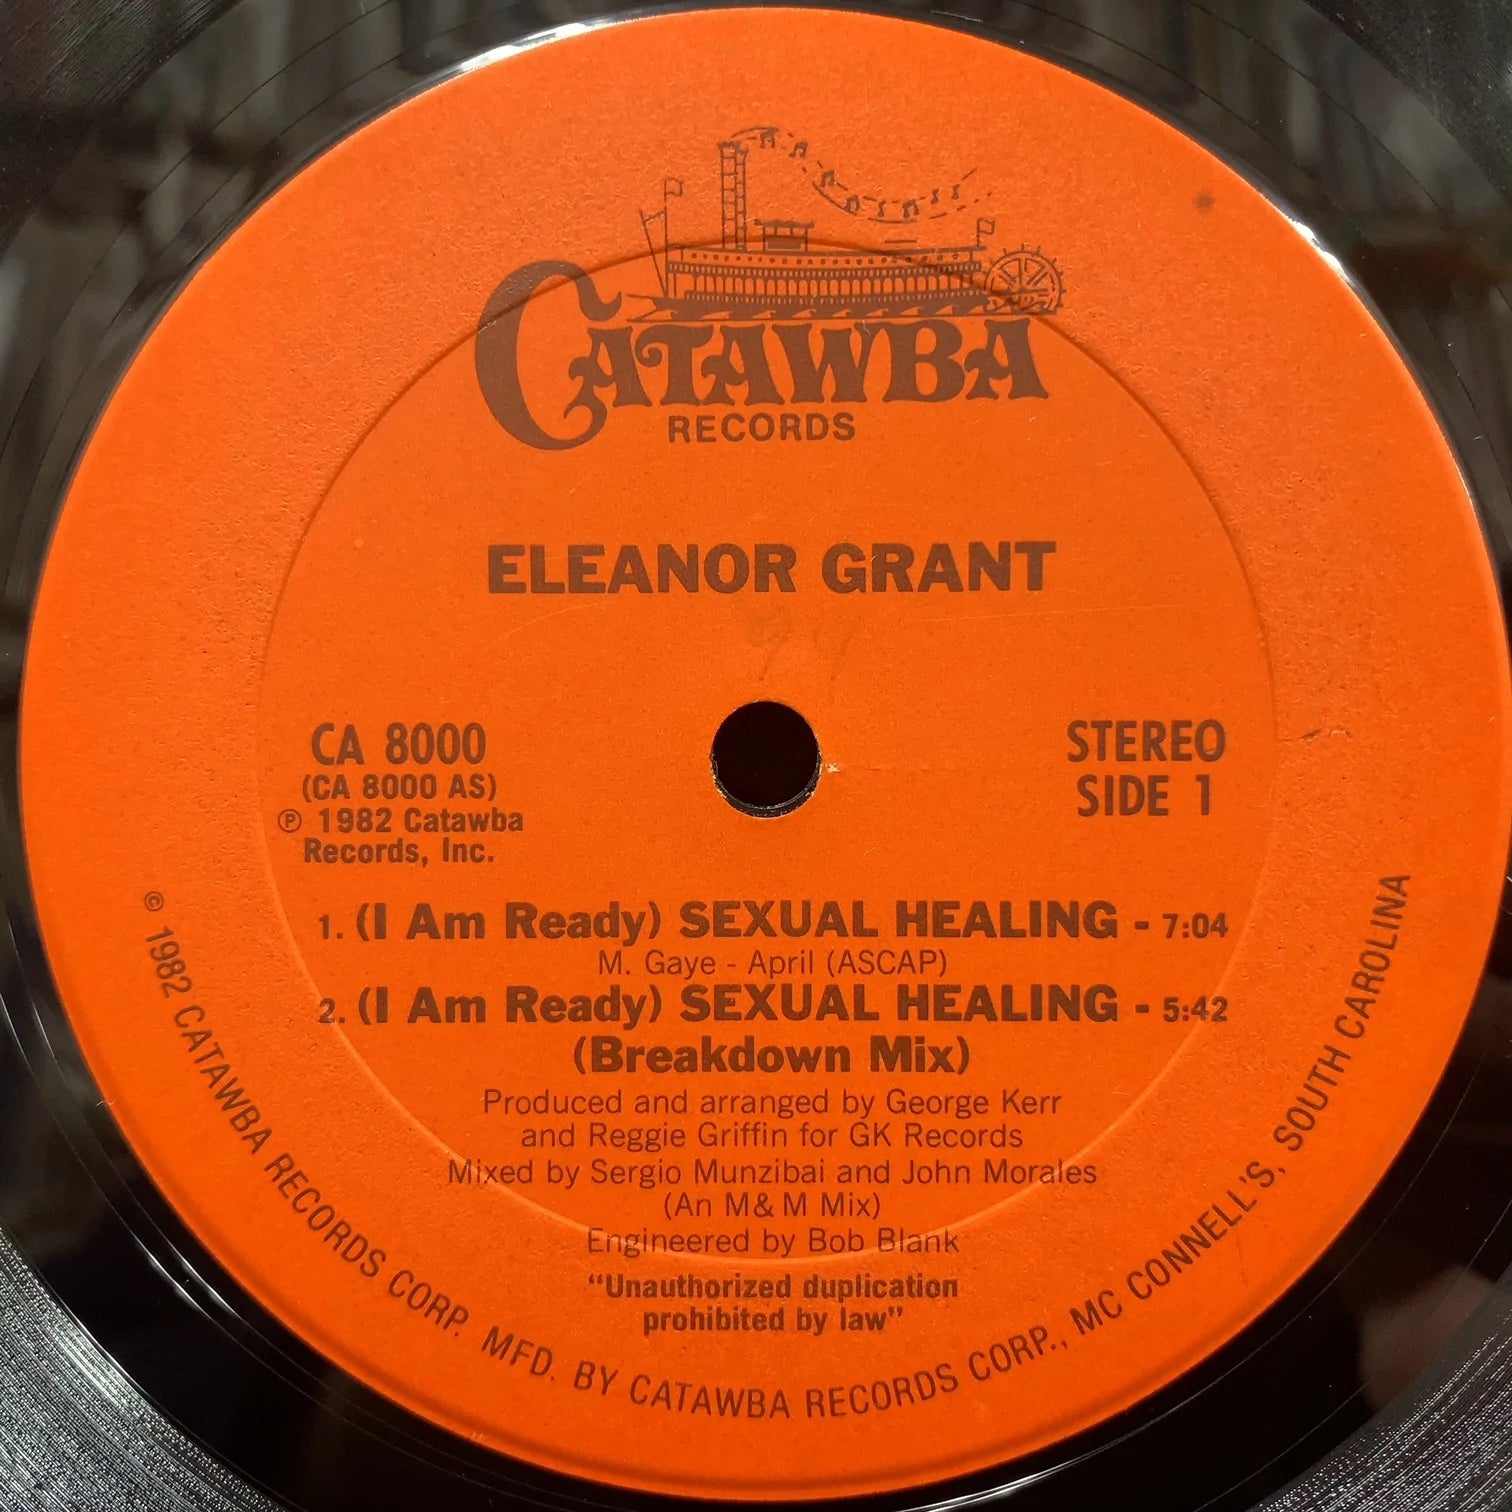 CATAWBA
RECORDS
ELEANOR GRANT
CA 8000
(CA 8000 AS)
℗ 1982 Catawba
Records, Inc.
STEREO
SIDE 1
1. (I Am Ready) SEXUAL HEALING - 7:04
M. Gaye - April (ASCAP)
2. (I Am Ready) SEXUAL HEALING - 5:42
(Breakdown Mix)
Produced and arranged by George Kerr
and Reggie Griffin for GK Records
Mixed by Sergio Munzibai and John Morales
(An M&M Mix)
Engineered by Bob Blank
“Unauthorized duplication
prohibited by law”
© 1982 CATAWBA RECORDS CORP. MFD. BY CATAWBA RECORDS CORP., MC CONNELL'S, SOUTH CAROLINA